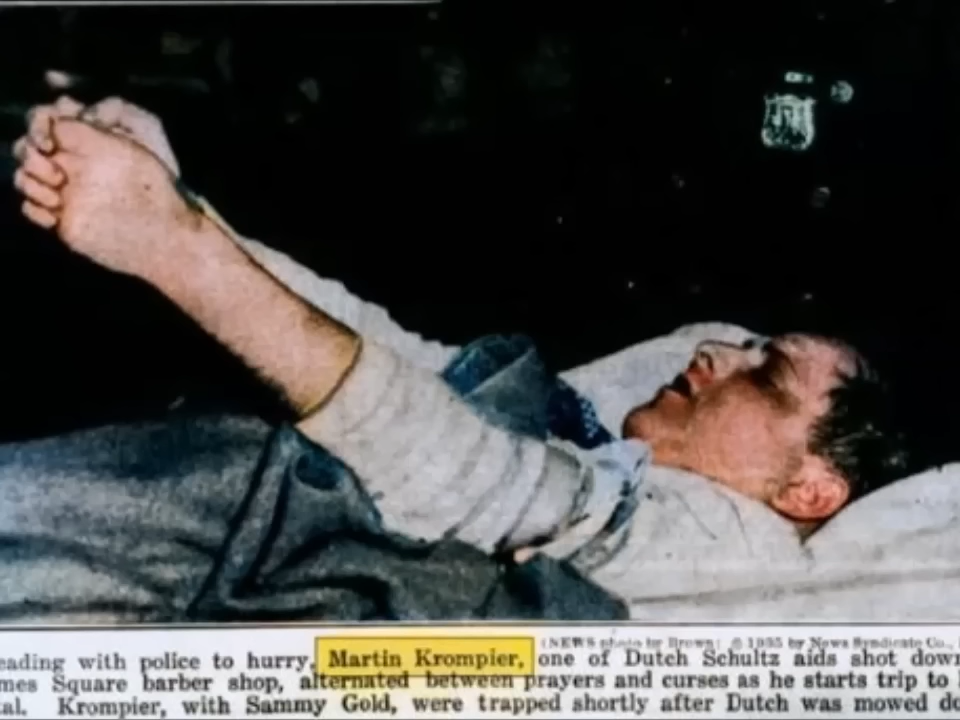 (NEWS photo by Brown) © 1935 by News Syndicate Co.,
eading with police to hurry, Martin Krompier, one of Dutch Schultz aids shot down
mes Square barber shop, alternated between prayers and curses as he starts trip to
tal. Krompier, with Sammy Gold, were trapped shortly after Dutch was mowed do